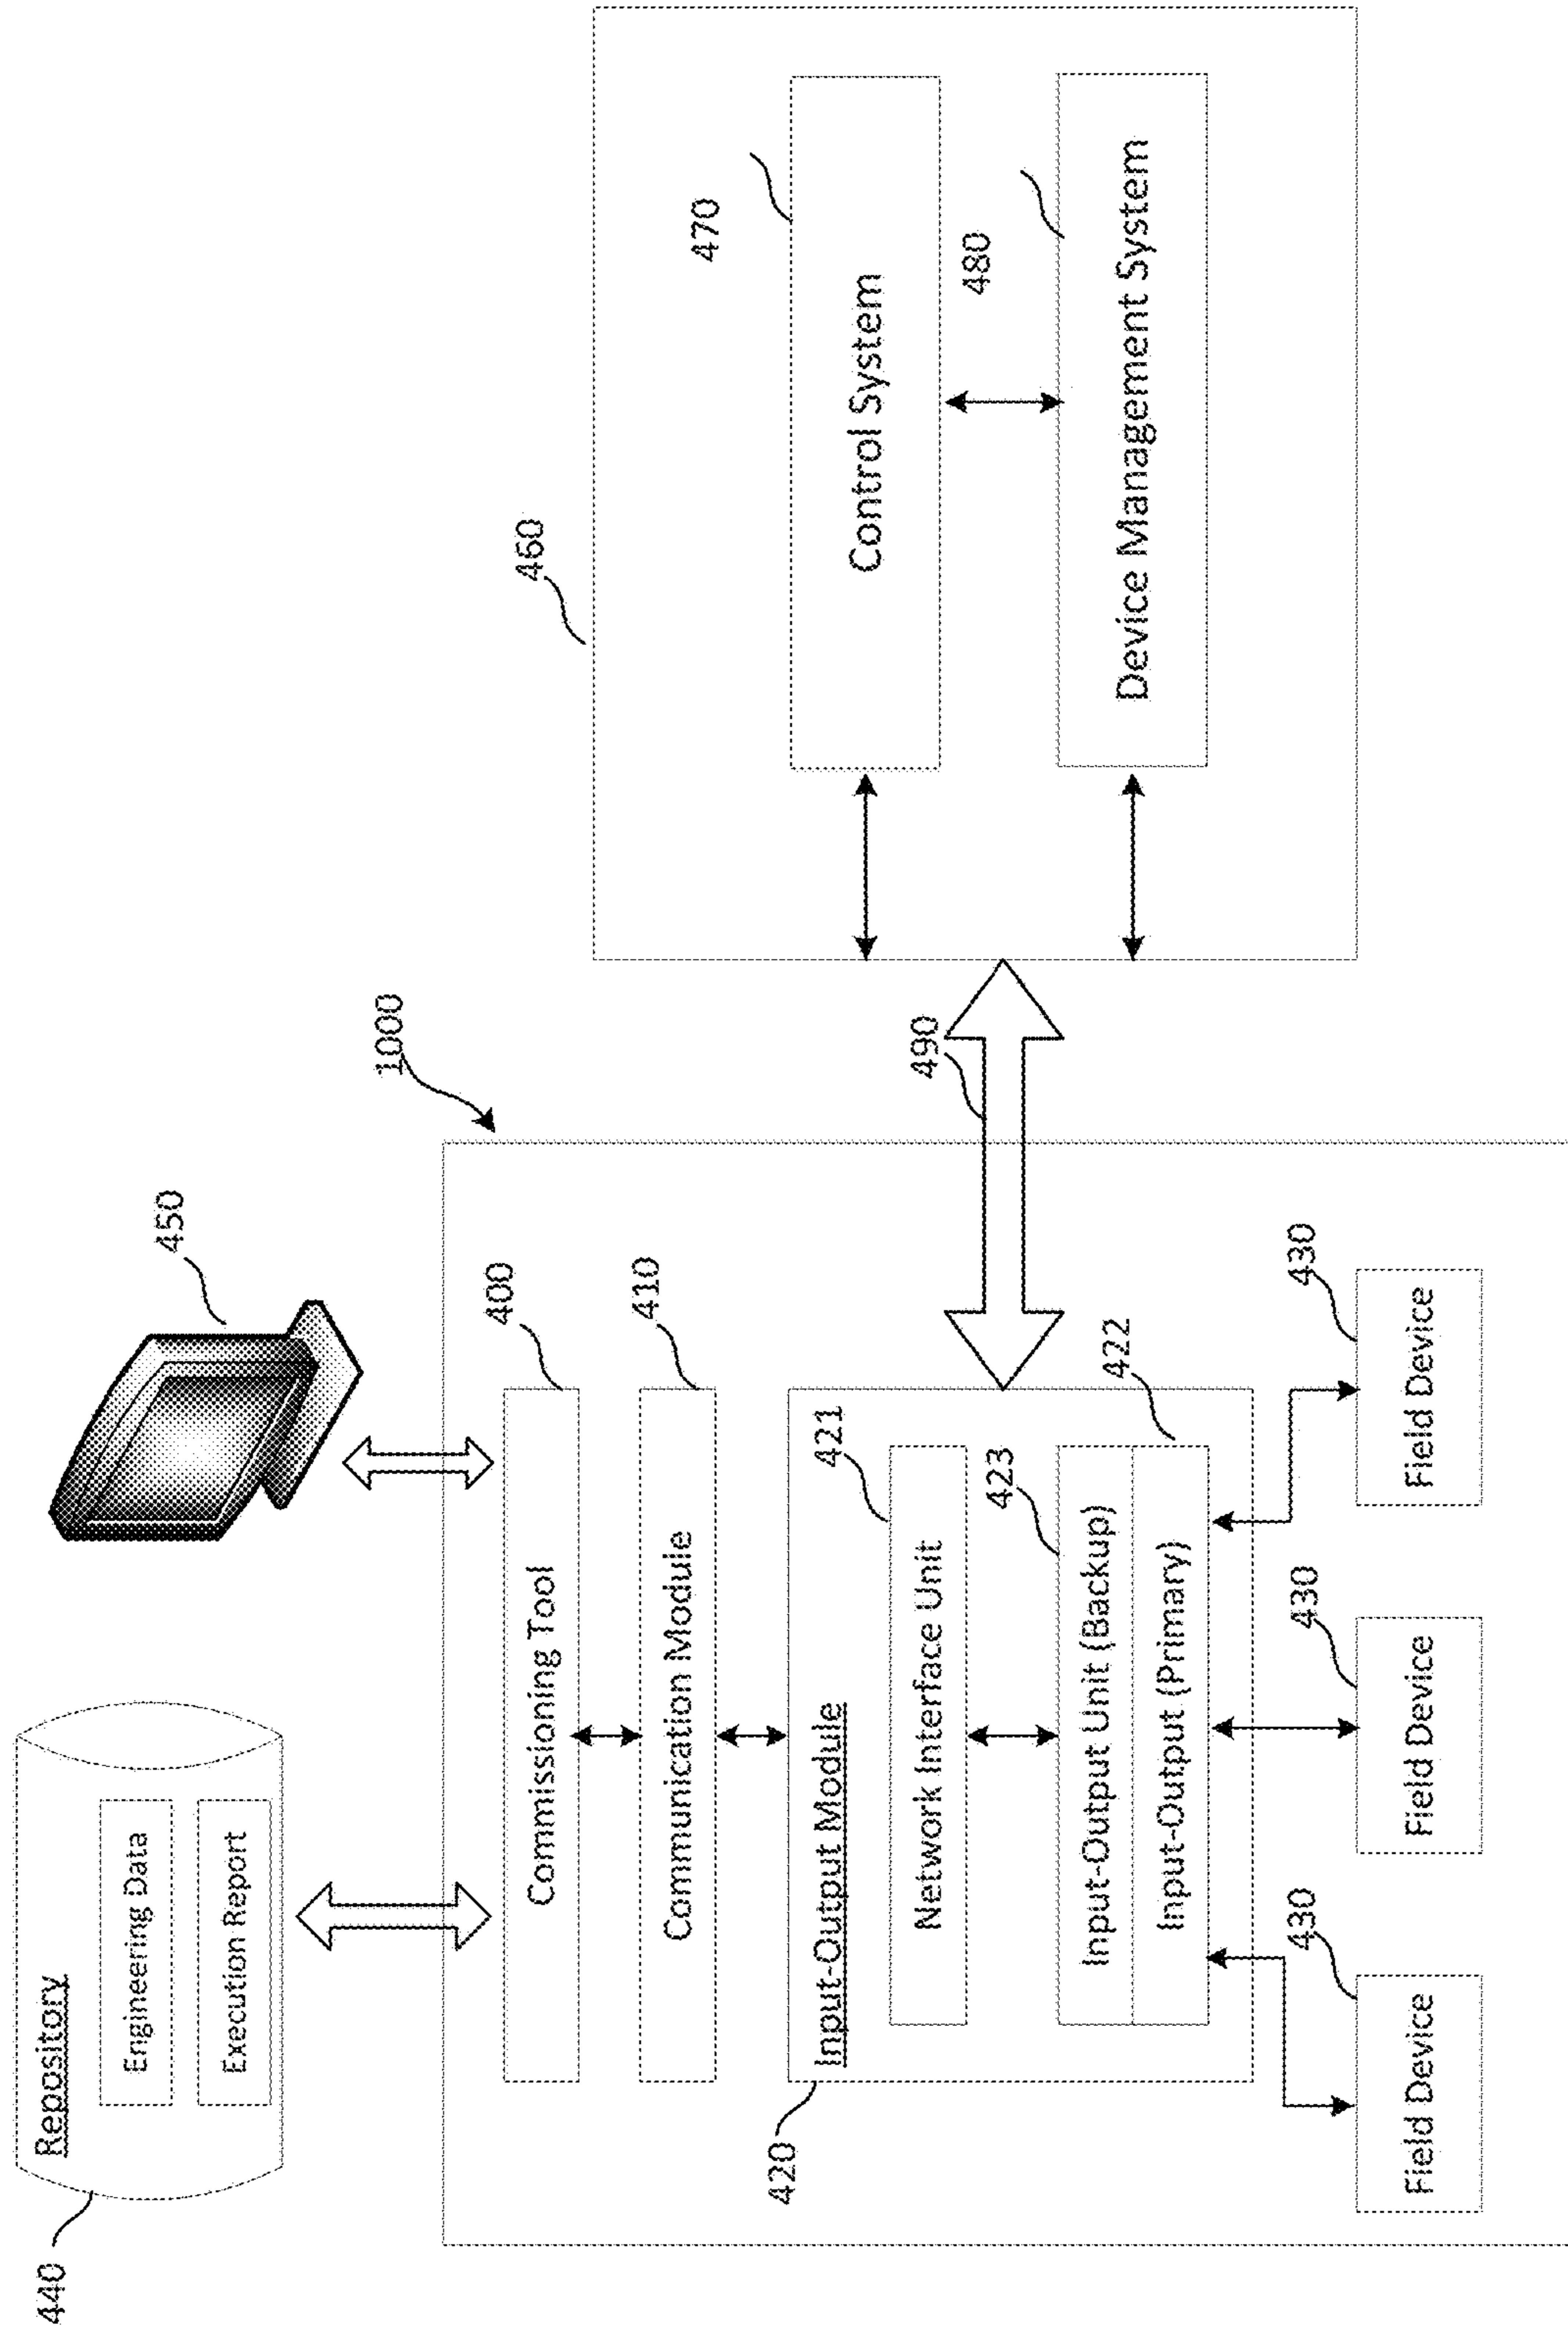 440
Repository
Engineering Data
Execution Report
450
1000
400
Commissioning Tool
410
Communication Module
420
Input-Output Module
421
Network Interface Unit
423
Input-Output Unit (Backup)
422
Input-Output (Primary)
430
Field Device
430
Field Device
430
Field Device
490
460
470
Control System
480
Device Management System